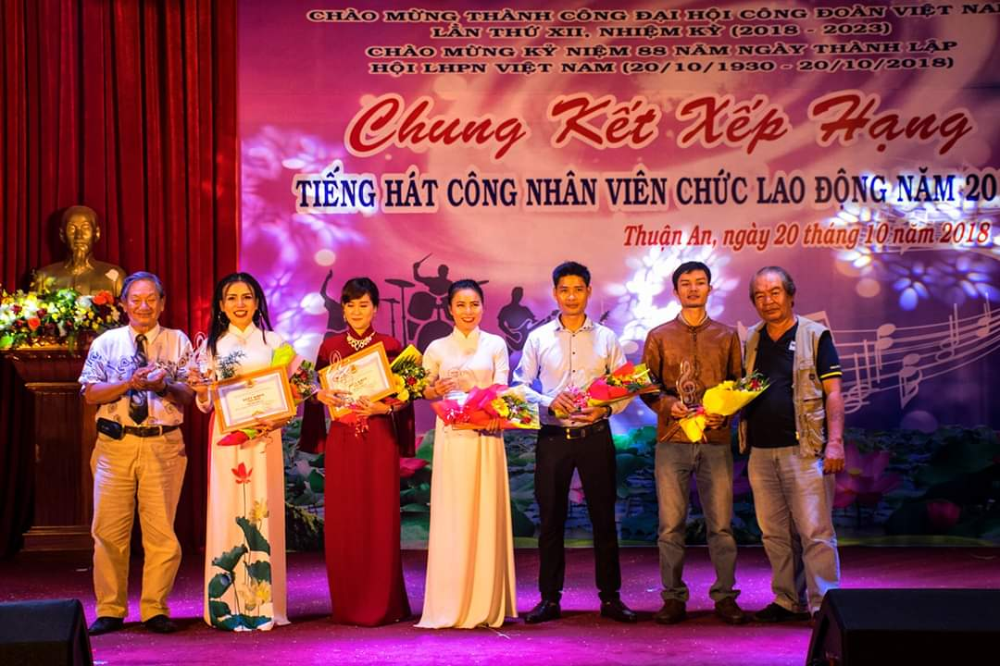 CHÀO MỪNG THÀNH CÔNG ĐẠI HỘI CÔNG ĐOÀN VIỆT NA
LẦN THỨ XII, NHIỆM KỲ (2018 - 2023)
CHÀO MỪNG KỶ NIỆM 88 NĂM NGÀY THÀNH LẬP
HỘI LHPN VIỆT NAM (20/10/1930 - 20/10/2018)
Chung Kết Xếp Hạng
TIẾNG HÁT CÔNG NHÂN VIÊN CHỨC LAO ĐỘNG NĂM 20
Thuận An, ngày 20 tháng 10 năm 2018